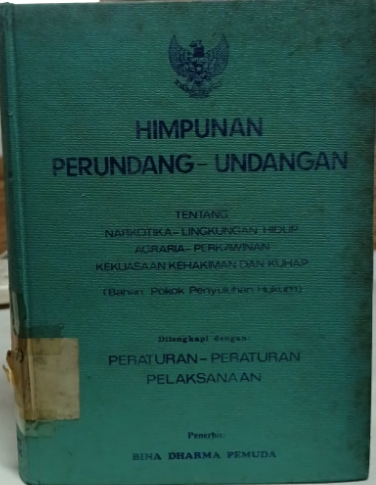 HIMPUNAN
PERUNDANG-UNDANGAN
TENTANG
NARKOTIKA-LINGKUNGAN HIDUP
AGRARIA-PERKAWINAN
KEKUASAAN KEHAKIMAN DAN KUHAP
(Bahan Pokok Penyuluhan Hukum)
Dilengkapi dengan:
PERATURAN-PERATURAN
PELAKSANAAN
Penerbit:
BINA DHARMA PEMUDA